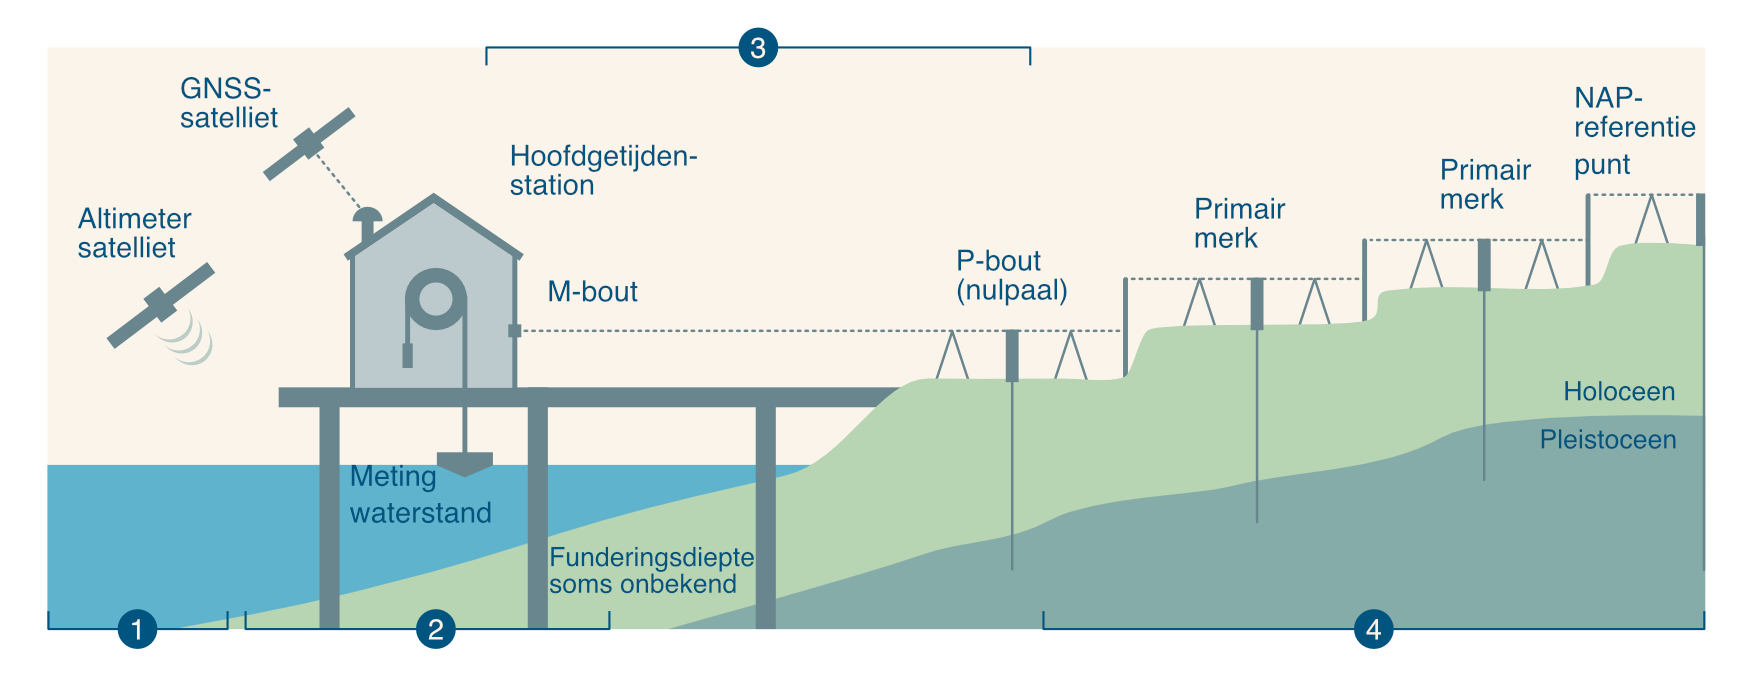 3
GNSS-
satelliet
Altimeter
satelliet
Hoofdgetijden-
station
M-bout
P-bout
(nulpaal)
Primair
merk
Primair
merk
NAP-
referentie
punt
Holoceen
Pleistoceen
Meting
waterstand
Funderingsdiepte
soms onbekend
1
2
4